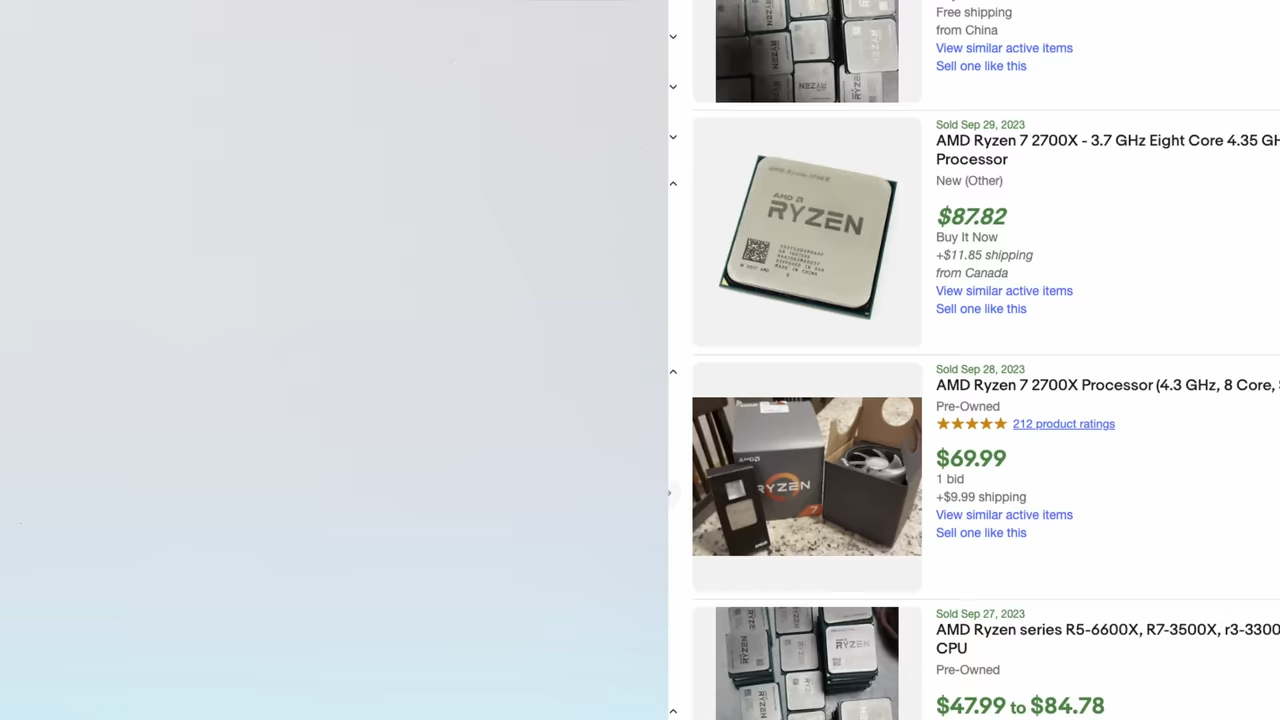 Free shipping
from China
View similar active items
Sell one like this
Sold Sep 29, 2023
AMD Ryzen 7 2700X - 3.7 GHz Eight Core 4.35 GH
Processor
New (Other)
$87.82
Buy It Now
+$11.85 shipping
from Canada
View similar active items
Sell one like this
AMD
RYZEN
Sold Sep 28, 2023
AMD Ryzen 7 2700X Processor (4.3 GHz, 8 Core,
Pre-Owned
212 product ratings
$69.99
1 bid
+$9.99 shipping
View similar active items
Sell one like this
RYZEN
Sold Sep 27, 2023
AMD Ryzen series R5-6600X, R7-3500X, r3-3300
CPU
Pre-Owned
$47.99 to $84.78
RYZEN